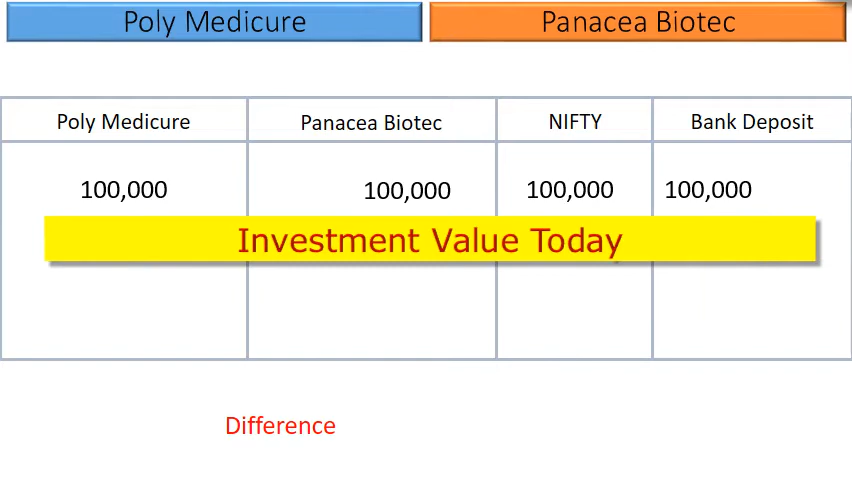 Poly Medicure Panacea Biotec
Poly Medicure Panacea Biotec NIFTY Bank Deposit
100,000 100,000 100,000 100,000
Investment Value Today
Difference